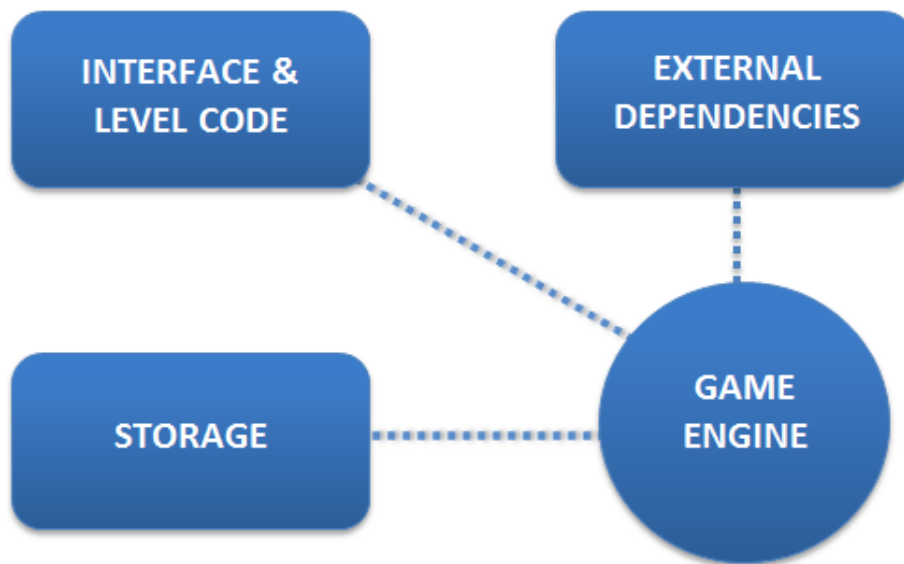 INTERFACE &
LEVEL CODE
EXTERNAL
DEPENDENCIES
STORAGE
GAME
ENGINE